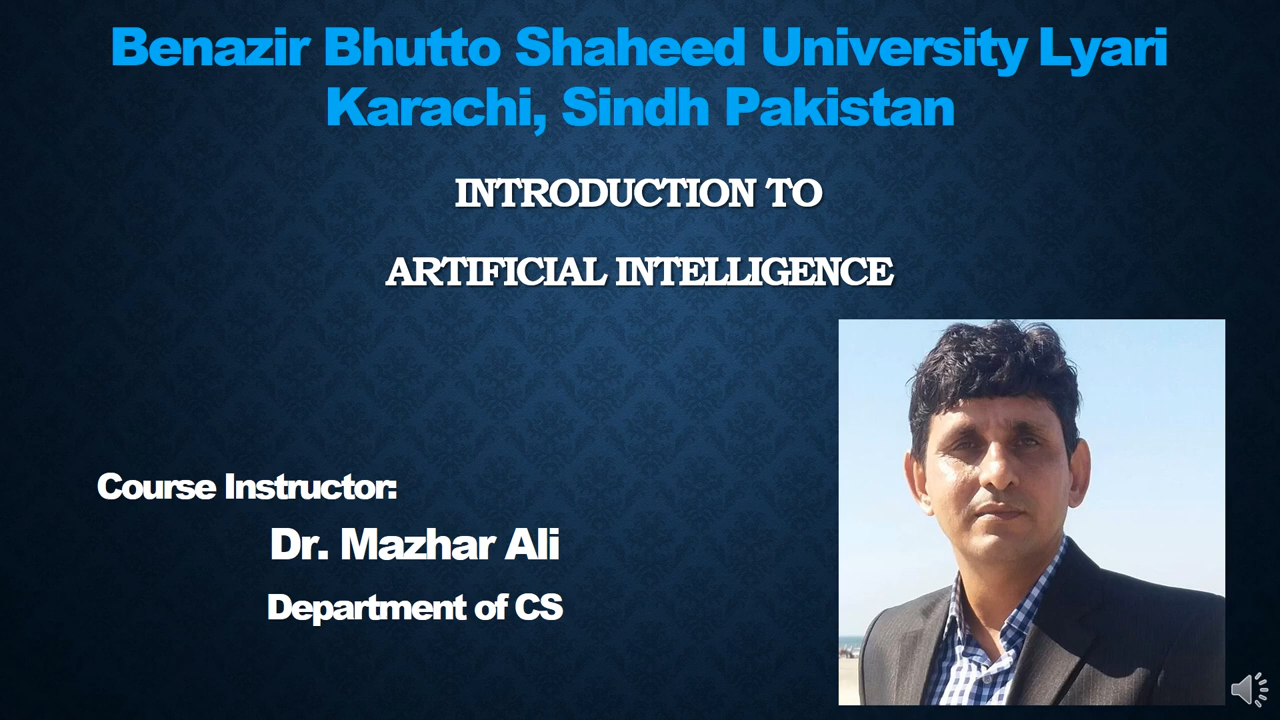 Benazir Bhutto Shaheed University Lyari
Karachi, Sindh Pakistan
INTRODUCTION TO
ARTIFICIAL INTELLIGENCE
Course Instructor:
Dr. Mazhar Ali
Department of CS